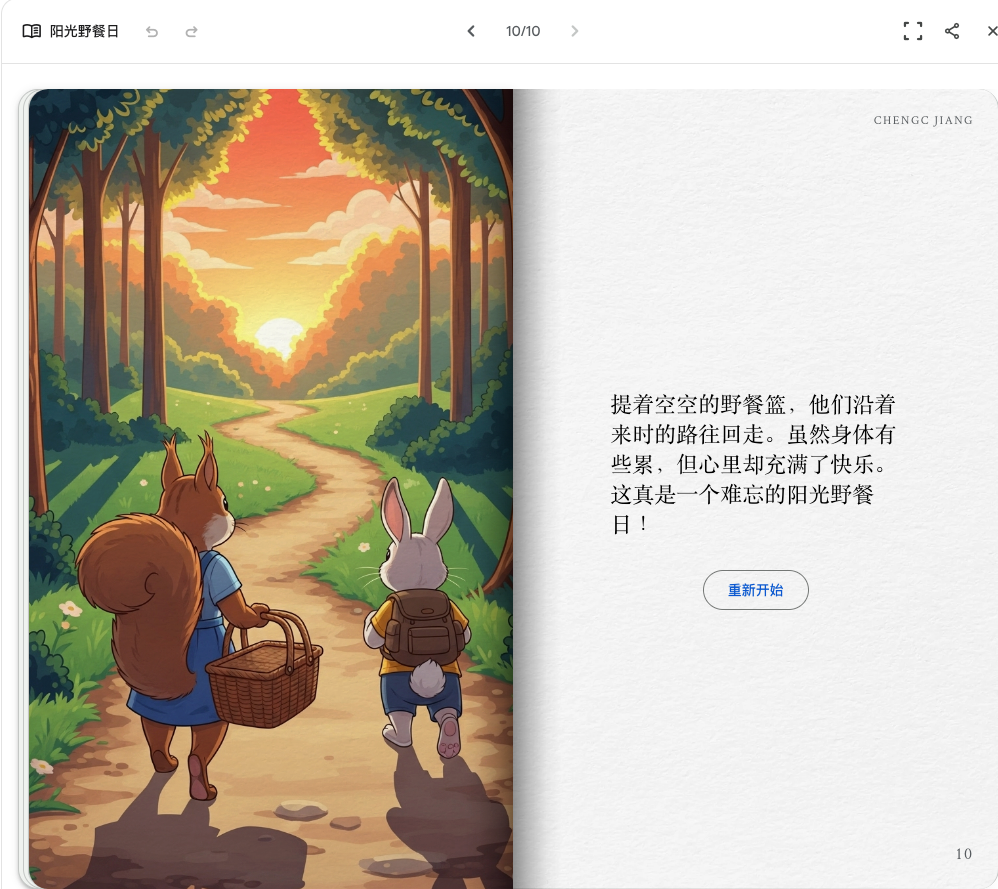 阳光野餐日
10/10
CHENGC JIANG
提着空空的野餐篮，他们沿着
来时的路往回走。虽然身体有
些累，但心里却充满了快乐。
这真是一个难忘的阳光野餐
日！
重新开始
10